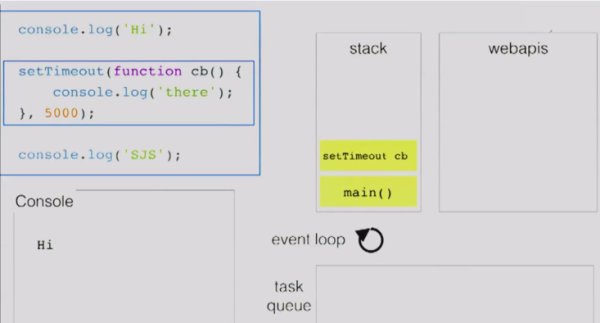 console.log('Hi');
setTimeout(function cb() {
console.log('there');
}, 5000);
console.log('SJS');
Console
Hi
stack
webapis
setTimeout cb
main()
event loop
task
queue